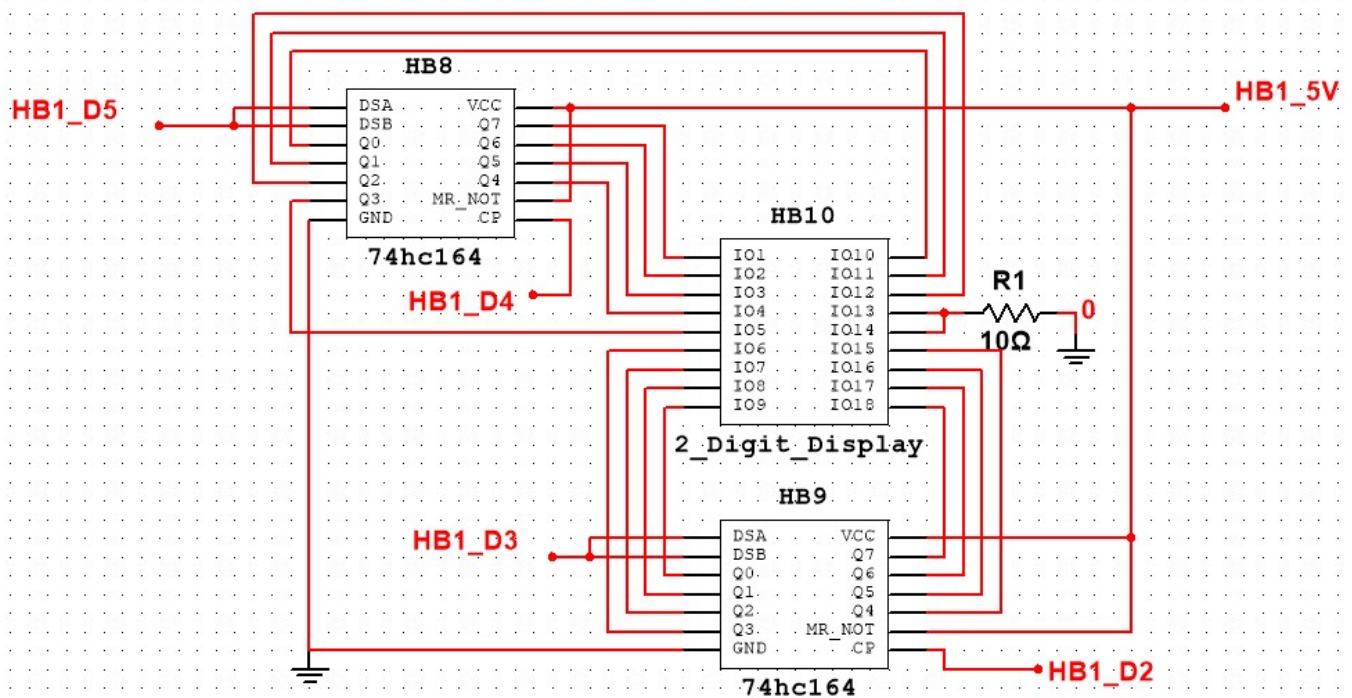 HB8
HB1_D5
HB1_5V
DSA VCC
DSB Q7
Q0 Q6
Q1 Q5
Q2 Q4
Q3 MR_NOT
GND CP
74hc164
HB1_D4
HB10
IO1 IO10
IO2 IO11
IO3 IO12
IO4 IO13
IO5 IO14
IO6 IO15
IO7 IO16
IO8 IO17
IO9 IO18
2_Digit_Display
R1
0
10Ω
HB9
HB1_D3
DSA VCC
DSB Q7
Q0 Q6
Q1 Q5
Q2 Q4
Q3 MR_NOT
GND CP
74hc164
HB1_D2